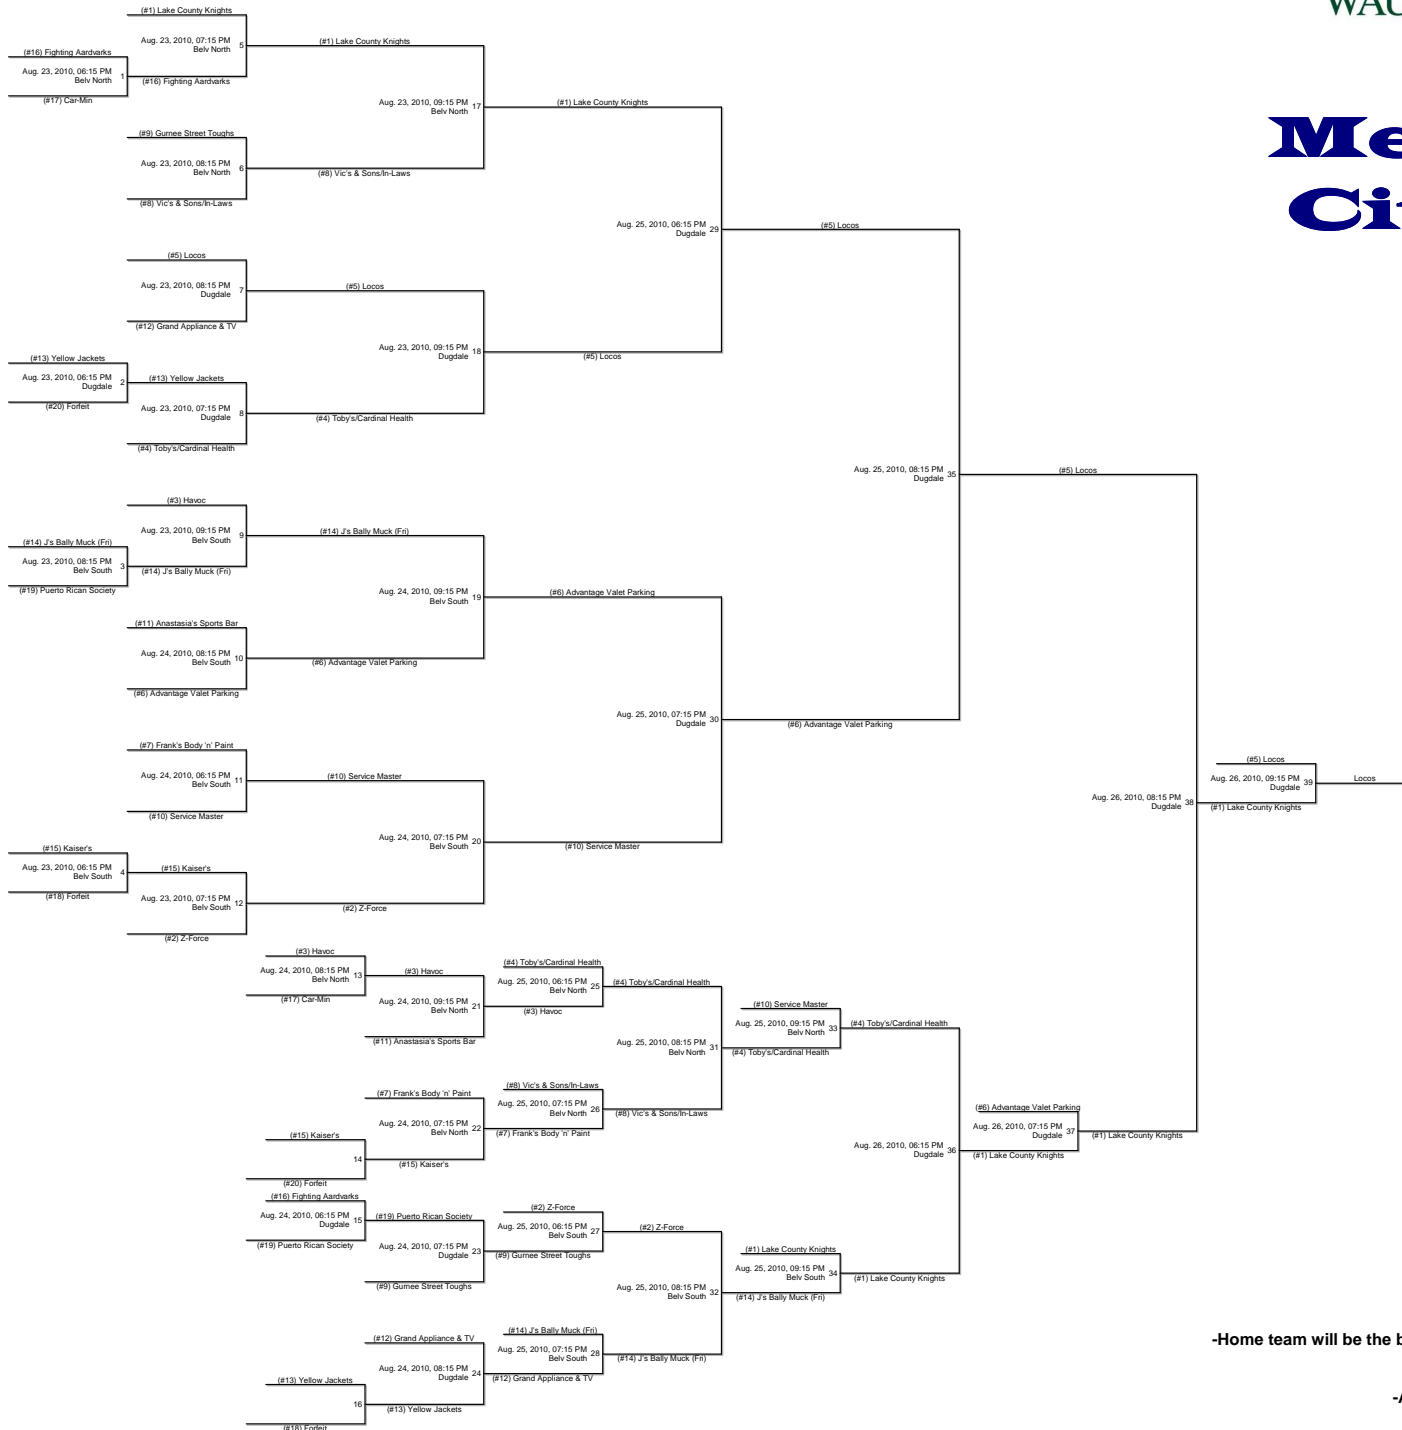 WAU
Me
Cit
(#1) Lake County Knights
Aug. 23, 2010, 07:15 PM 5
Belv North
(#1) Lake County Knights
(#16) Fighting Aardvarks
Aug. 23, 2010, 06:15 PM 1
Belv North
(#17) Car-Min
(#16) Fighting Aardvarks
Aug. 23, 2010, 09:15 PM 17
Belv North
(#1) Lake County Knights
(#9) Gurnee Street Toughs
Aug. 23, 2010, 08:15 PM 6
Belv North
(#8) Vic's & Sons/In-Laws
(#8) Vic's & Sons/In-Laws
Aug. 25, 2010, 06:15 PM 29
Dugdale
(#5) Locos
(#5) Locos
Aug. 23, 2010, 08:15 PM 7
Dugdale
(#5) Locos
(#12) Grand Appliance & TV
Aug. 23, 2010, 09:15 PM 18
Dugdale
(#5) Locos
(#13) Yellow Jackets
Aug. 23, 2010, 06:15 PM 2
Dugdale
(#20) Forfeit
(#13) Yellow Jackets
Aug. 23, 2010, 07:15 PM 8
Dugdale
(#4) Toby's/Cardinal Health
(#4) Toby's/Cardinal Health
Aug. 25, 2010, 08:15 PM 35
Dugdale
(#5) Locos
(#3) Havoc
Aug. 23, 2010, 09:15 PM 9
Belv South
(#14) J's Bally Muck (Fri)
(#14) J's Bally Muck (Fri)
Aug. 23, 2010, 08:15 PM 3
Belv South
(#19) Puerto Rican Society
(#14) J's Bally Muck (Fri)
Aug. 24, 2010, 09:15 PM 19
Belv South
(#6) Advantage Valet Parking
(#11) Anastasia's Sports Bar
Aug. 24, 2010, 08:15 PM 10
Belv South
(#6) Advantage Valet Parking
(#6) Advantage Valet Parking
Aug. 25, 2010, 07:15 PM 30
Dugdale
(#6) Advantage Valet Parking
(#7) Frank's Body 'n' Paint
Aug. 24, 2010, 06:15 PM 11
Belv South
(#10) Service Master
(#10) Service Master
Aug. 24, 2010, 07:15 PM 20
Belv South
(#10) Service Master
(#15) Kaiser's
Aug. 23, 2010, 06:15 PM 4
Belv South
(#18) Forfeit
(#15) Kaiser's
Aug. 23, 2010, 07:15 PM 12
Belv South
(#2) Z-Force
(#2) Z-Force
Aug. 26, 2010, 08:15 PM 38
Dugdale
(#5) Locos
Aug. 26, 2010, 09:15 PM 39
Dugdale
(#1) Lake County Knights
Locos
(#3) Havoc
Aug. 24, 2010, 08:15 PM 13
Belv North
(#17) Car-Min
(#3) Havoc
Aug. 24, 2010, 09:15 PM 21
Belv North
(#11) Anastasia's Sports Bar
(#4) Toby's/Cardinal Health
Aug. 25, 2010, 06:15 PM 25
Belv North
(#3) Havoc
(#4) Toby's/Cardinal Health
Aug. 25, 2010, 08:15 PM 31
Belv North
(#10) Service Master
Aug. 25, 2010, 09:15 PM 33
Belv North
(#4) Toby's/Cardinal Health
(#4) Toby's/Cardinal Health
(#7) Frank's Body 'n' Paint
Aug. 24, 2010, 07:15 PM 22
Belv North
(#15) Kaiser's
14
(#20) Forfeit
(#15) Kaiser's
(#8) Vic's & Sons/In-Laws
Aug. 25, 2010, 07:15 PM 26
Belv North
(#7) Frank's Body 'n' Paint
(#8) Vic's & Sons/In-Laws
Aug. 26, 2010, 06:15 PM 36
Dugdale
(#6) Advantage Valet Parking
Aug. 26, 2010, 07:15 PM 37
Dugdale
(#1) Lake County Knights
(#1) Lake County Knights
(#16) Fighting Aardvarks
Aug. 24, 2010, 06:15 PM 15
Dugdale
(#19) Puerto Rican Society
(#19) Puerto Rican Society
Aug. 24, 2010, 07:15 PM 23
Dugdale
(#9) Gurnee Street Toughs
(#2) Z-Force
Aug. 25, 2010, 06:15 PM 27
Belv South
(#9) Gurnee Street Toughs
(#2) Z-Force
Aug. 25, 2010, 08:15 PM 32
Belv South
(#1) Lake County Knights
Aug. 25, 2010, 09:15 PM 34
Belv South
(#14) J's Bally Muck (Fri)
(#1) Lake County Knights
(#12) Grand Appliance & TV
Aug. 24, 2010, 08:15 PM 24
Dugdale
(#13) Yellow Jackets
16
(#18) Forfeit
(#13) Yellow Jackets
(#14) J's Bally Muck (Fri)
Aug. 25, 2010, 07:15 PM 28
Belv South
(#12) Grand Appliance & TV
(#14) J's Bally Muck (Fri)
-Home team will be the b
-A